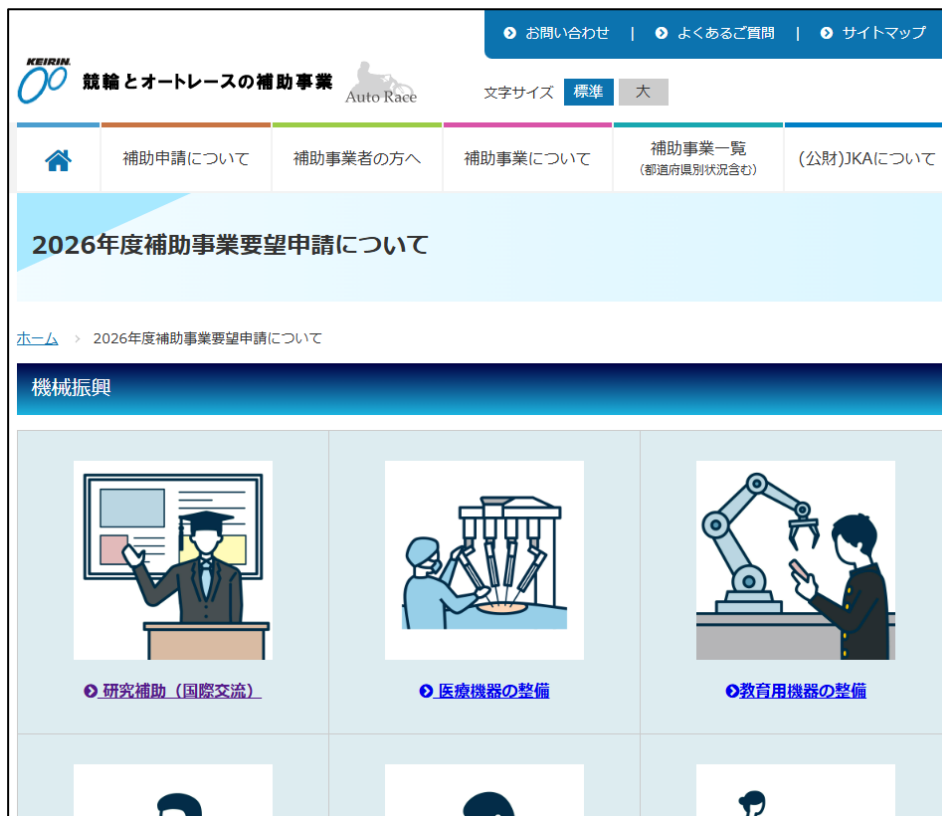 お問い合わせ | よくあるご質問 | サイトマップ
KEIRIN
競輪とオートレースの補助事業
Auto Race
文字サイズ 標準 大
補助申請について 補助事業者の方へ 補助事業について 補助事業一覧 (公財)JKAについて
(都道府県別状況含む)
2026年度補助事業要望申請について
ホーム > 2026年度補助事業要望申請について
機械振興
研究補助（国際交流） 医療機器の整備 教育用機器の整備